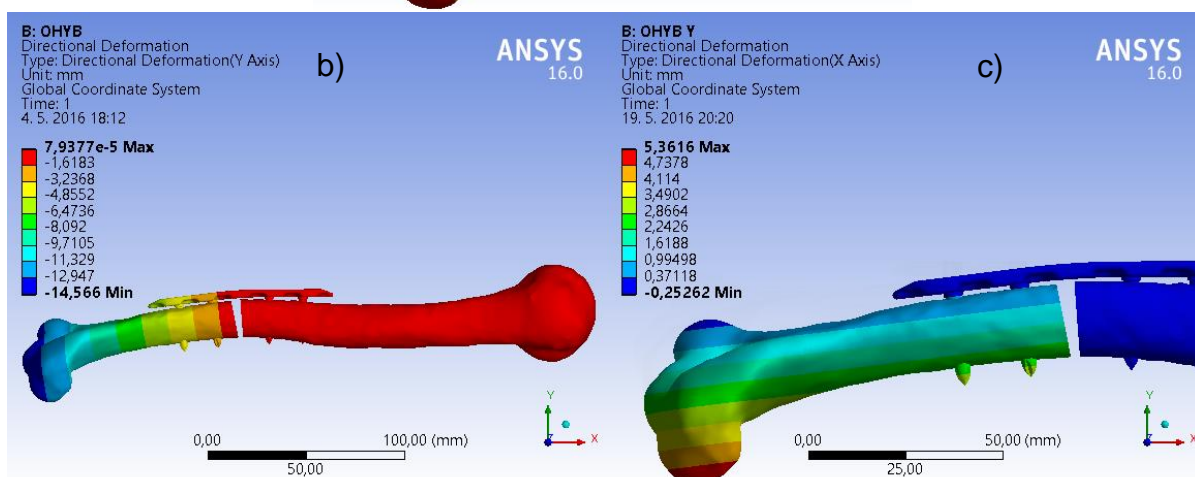 B: OHYB
Directional Deformation
Type: Directional Deformation(Y Axis)
Unit: mm
Global Coordinate System
Time: 1
4. 5. 2016 18:12
b)
ANSYS
16.0
7,9377e-5 Max
-1,6183
-3,2368
-4,8552
-6,4736
-8,092
-9,7105
-11,329
-12,947
-14,566 Min
0,00
100,00 (mm)
50,00
Y
Z
X
B: OHYB Y
Directional Deformation
Type: Directional Deformation(X Axis)
Unit: mm
Global Coordinate System
Time: 1
19. 5. 2016 20:20
c)
ANSYS
16.0
5,3616 Max
4,7378
4,114
3,4902
2,8664
2,2426
1,6188
0,99498
0,37118
-0,25262 Min
0,00
50,00 (mm)
25,00
Y
Z
X